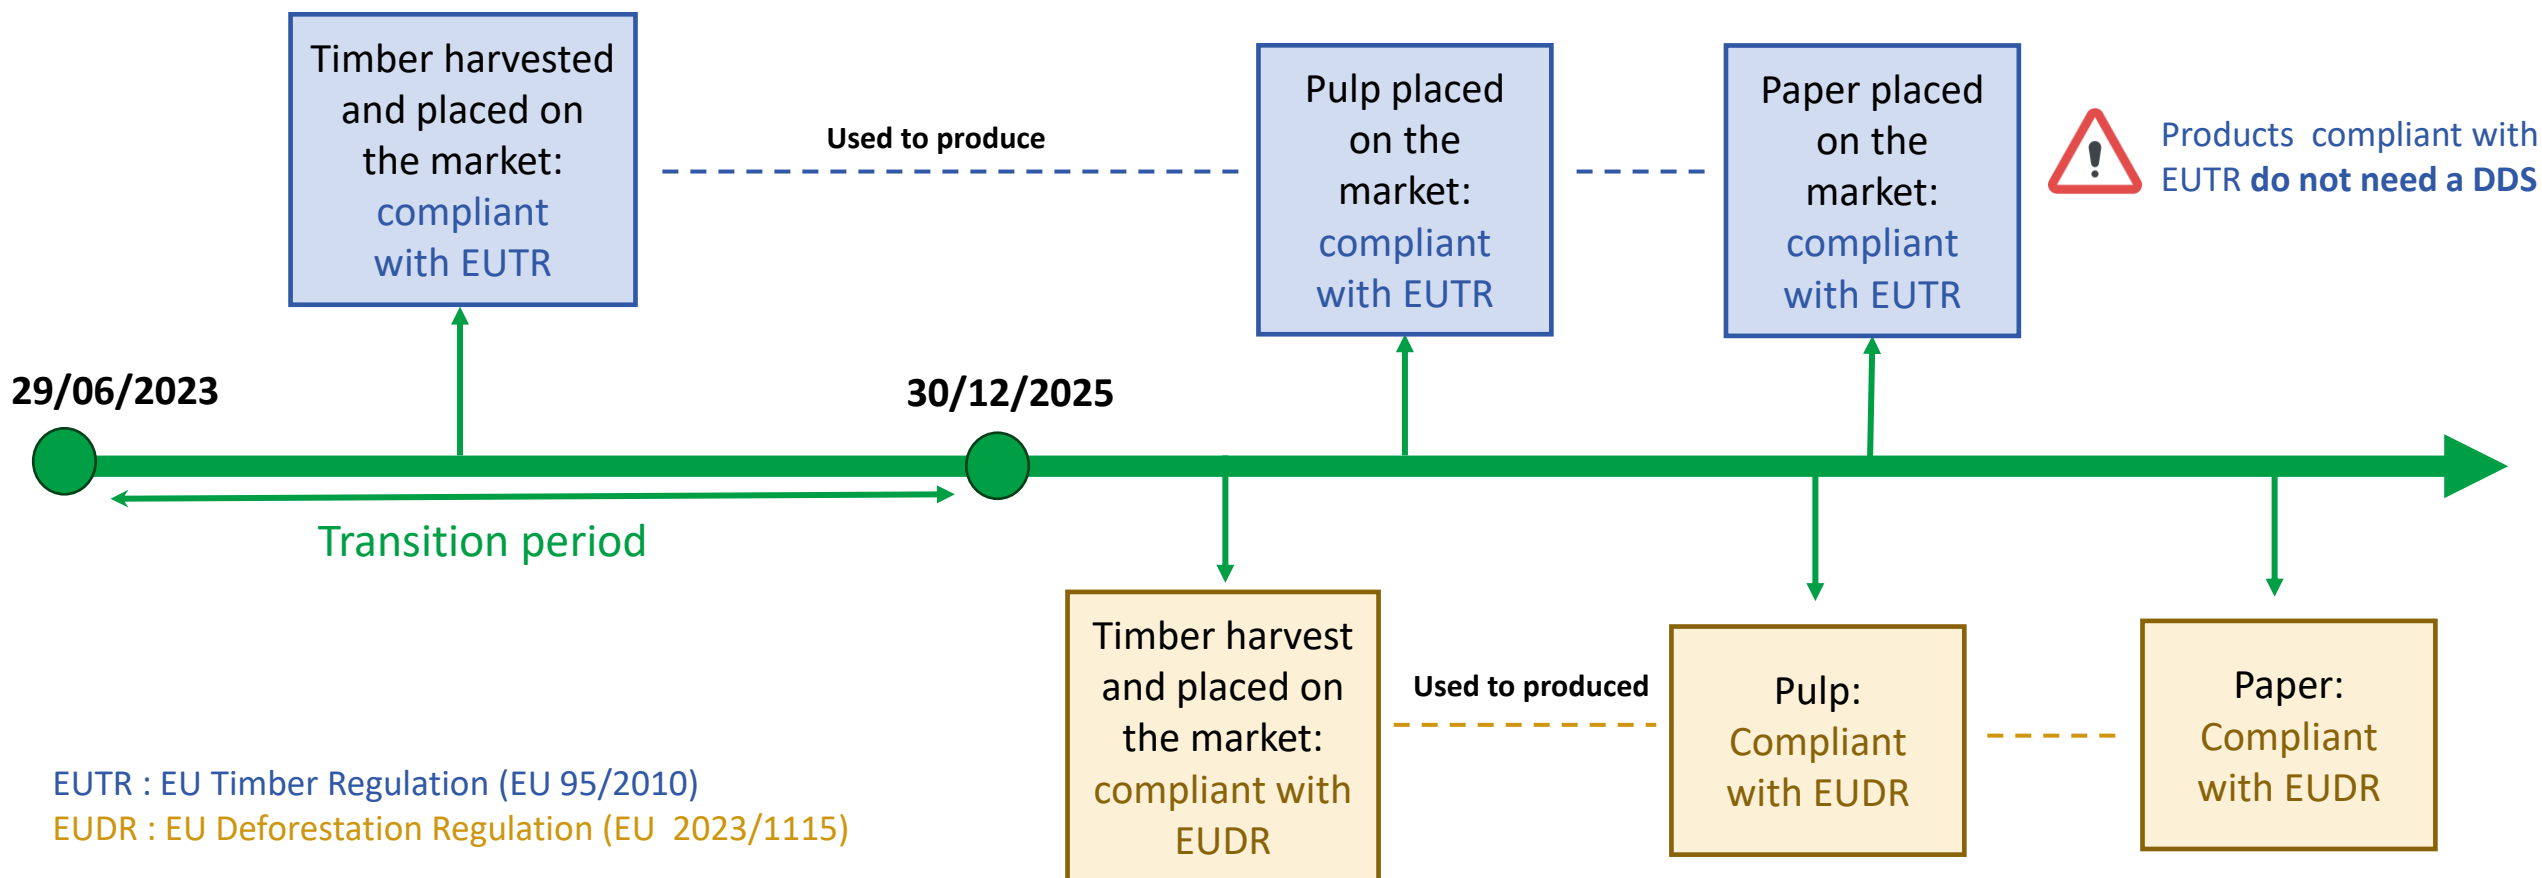 Timber harvested
and placed on
the market:
compliant
with EUTR
Used to produce
Pulp placed
on the
market:
compliant
with EUTR
Paper placed
on the
market:
compliant
with EUTR
Products compliant with
EUTR do not need a DDS
29/06/2023
30/12/2025
Transition period
Timber harvest
and placed on
the market:
compliant with
EUDR
Used to produced
Pulp:
Compliant
with EUDR
Paper:
Compliant
with EUDR
EUTR : EU Timber Regulation (EU 95/2010)
EUDR : EU Deforestation Regulation (EU 2023/1115)